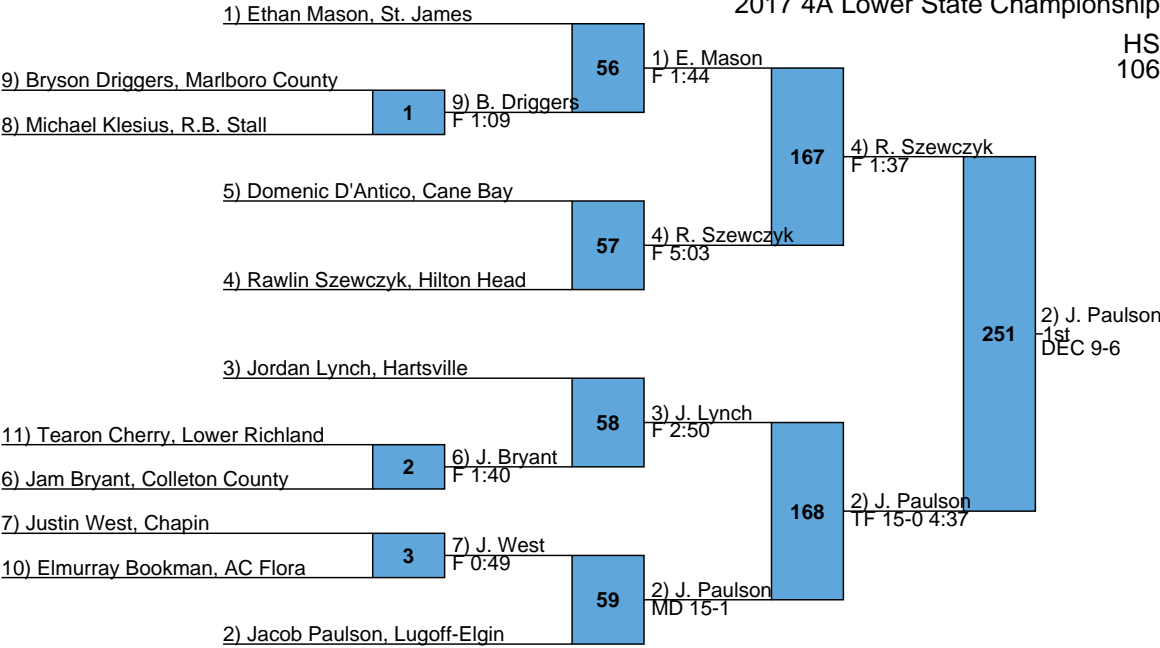 2017 4A Lower State Championship
HS
106
1) Ethan Mason, St. James
56
1) E. Mason
F 1:44
9) Bryson Driggers, Marlboro County
1
9) B. Driggers
F 1:09
8) Michael Klesius, R.B. Stall
167
4) R. Szewczyk
F 1:37
5) Domenic D'Antico, Cane Bay
57
4) R. Szewczyk
F 5:03
4) Rawlin Szewczyk, Hilton Head
251
2) J. Paulson
1st
DEC 9-6
3) Jordan Lynch, Hartsville
58
3) J. Lynch
F 2:50
11) Tearon Cherry, Lower Richland
2
6) J. Bryant
F 1:40
6) Jam Bryant, Colleton County
168
2) J. Paulson
TF 15-0 4:37
7) Justin West, Chapin
3
7) J. West
F 0:49
10) Elmurray Bookman, AC Flora
59
2) J. Paulson
MD 15-1
2) Jacob Paulson, Lugoff-Elgin